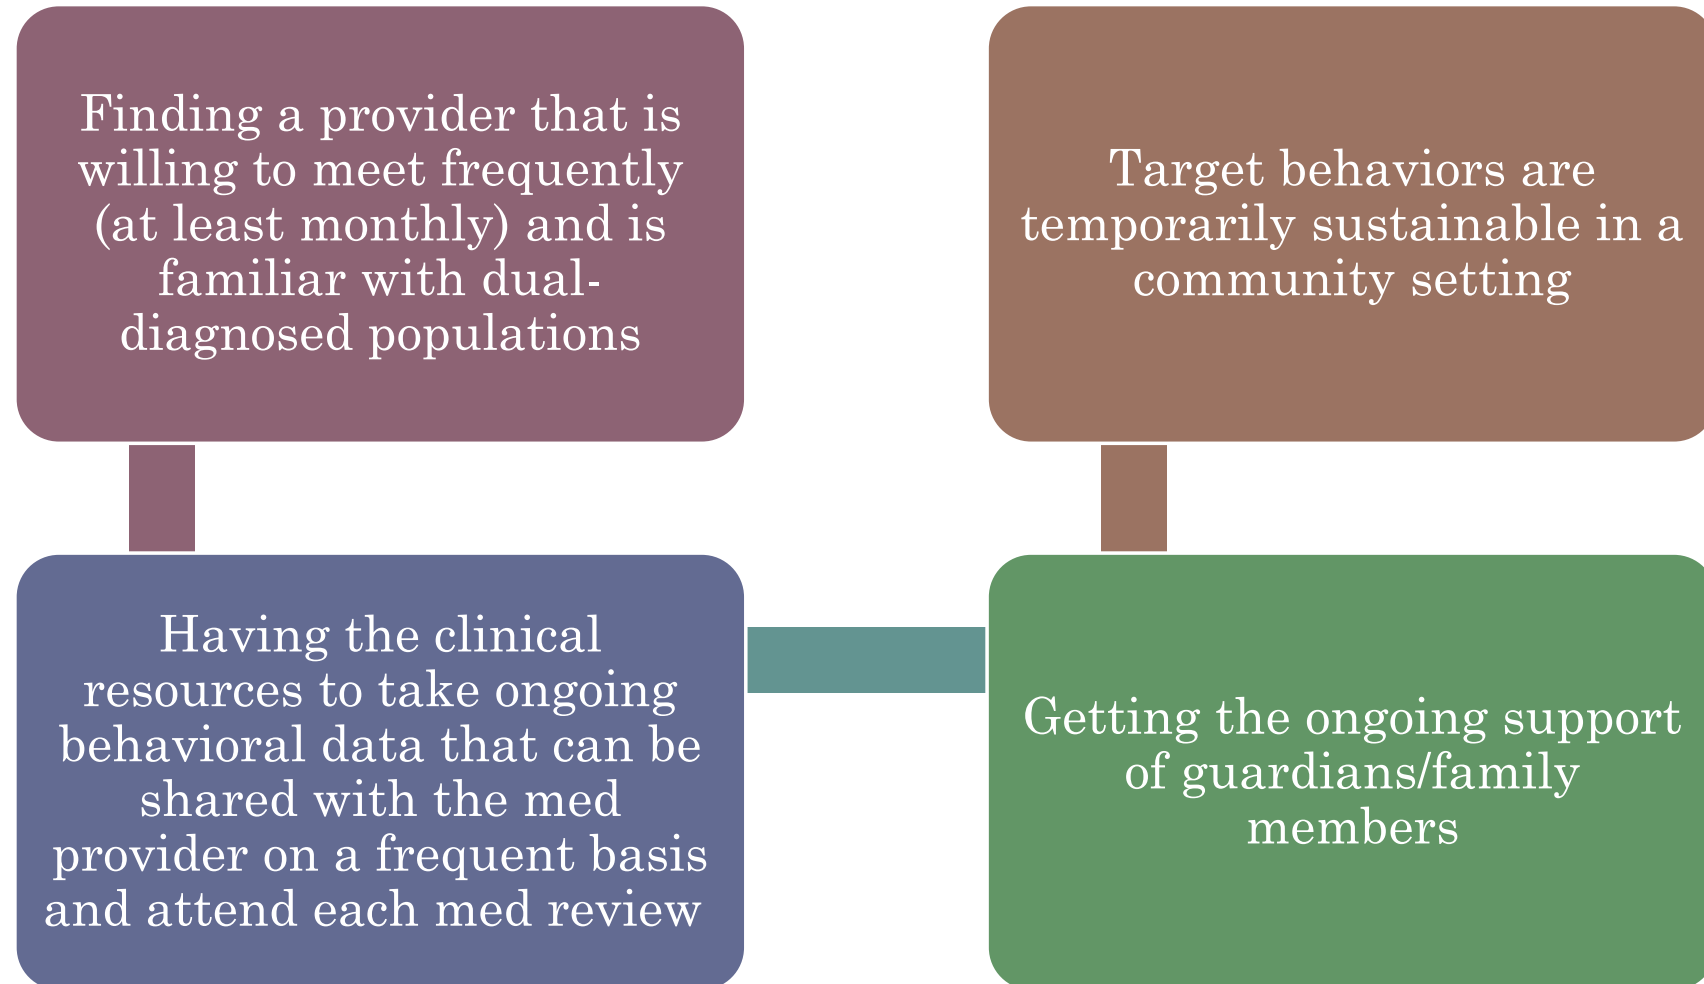 Finding a provider that is
willing to meet frequently
(at least monthly) and is
familiar with dual-
diagnosed populations
Having the clinical
resources to take ongoing
behavioral data that can be
shared with the med
provider on a frequent basis
and attend each med review
Getting the ongoing support
of guardians/family
members
Target behaviors are
temporarily sustainable in a
community setting